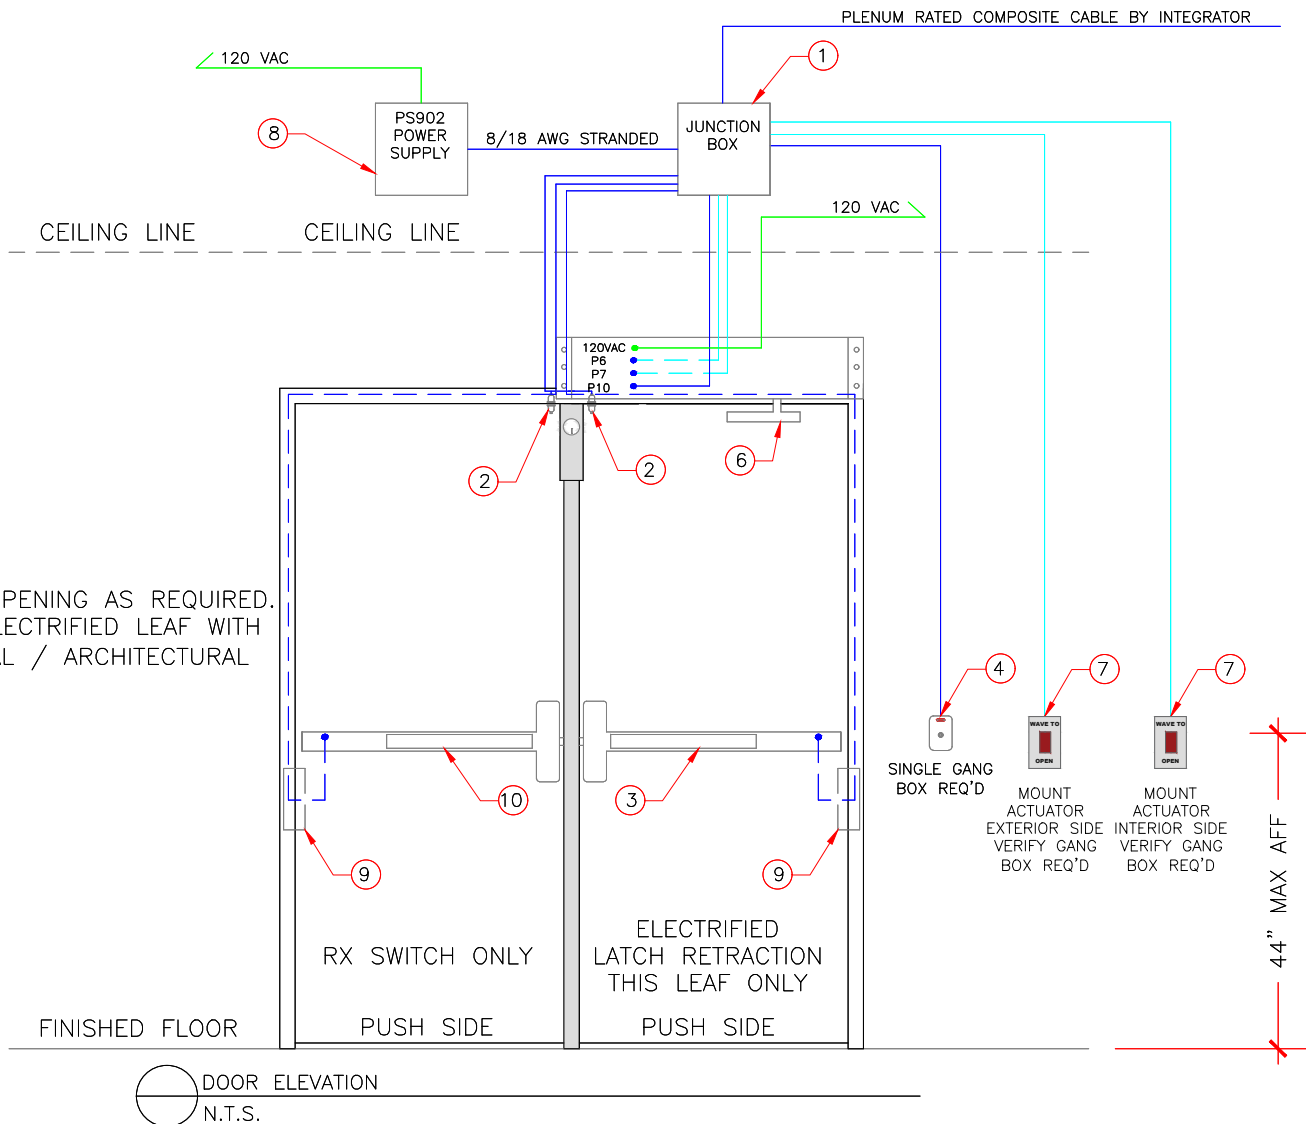 PLENUM RATED COMPOSITE CABLE BY INTEGRATOR
120 VAC
1
PS902
POWER
SUPPLY
8
8/18 AWG STRANDED
JUNCTION
BOX
120 VAC
CEILING LINE
CEILING LINE
120VAC
P6
P7
P10
2
2
6
PENING AS REQUIRED.
LECTRIFIED LEAF WITH
AL / ARCHITECTURAL
4
7
7
WAVE TO
OPEN
WAVE TO
OPEN
SINGLE GANG
BOX REQ'D
MOUNT
ACTUATOR
EXTERIOR SIDE
VERIFY GANG
BOX REQ'D
MOUNT
ACTUATOR
INTERIOR SIDE
VERIFY GANG
BOX REQ'D
10
3
9
9
44" MAX AFF
RX SWITCH ONLY
ELECTRIFIED
LATCH RETRACTION
THIS LEAF ONLY
FINISHED FLOOR
PUSH SIDE
PUSH SIDE
DOOR ELEVATION
N.T.S.